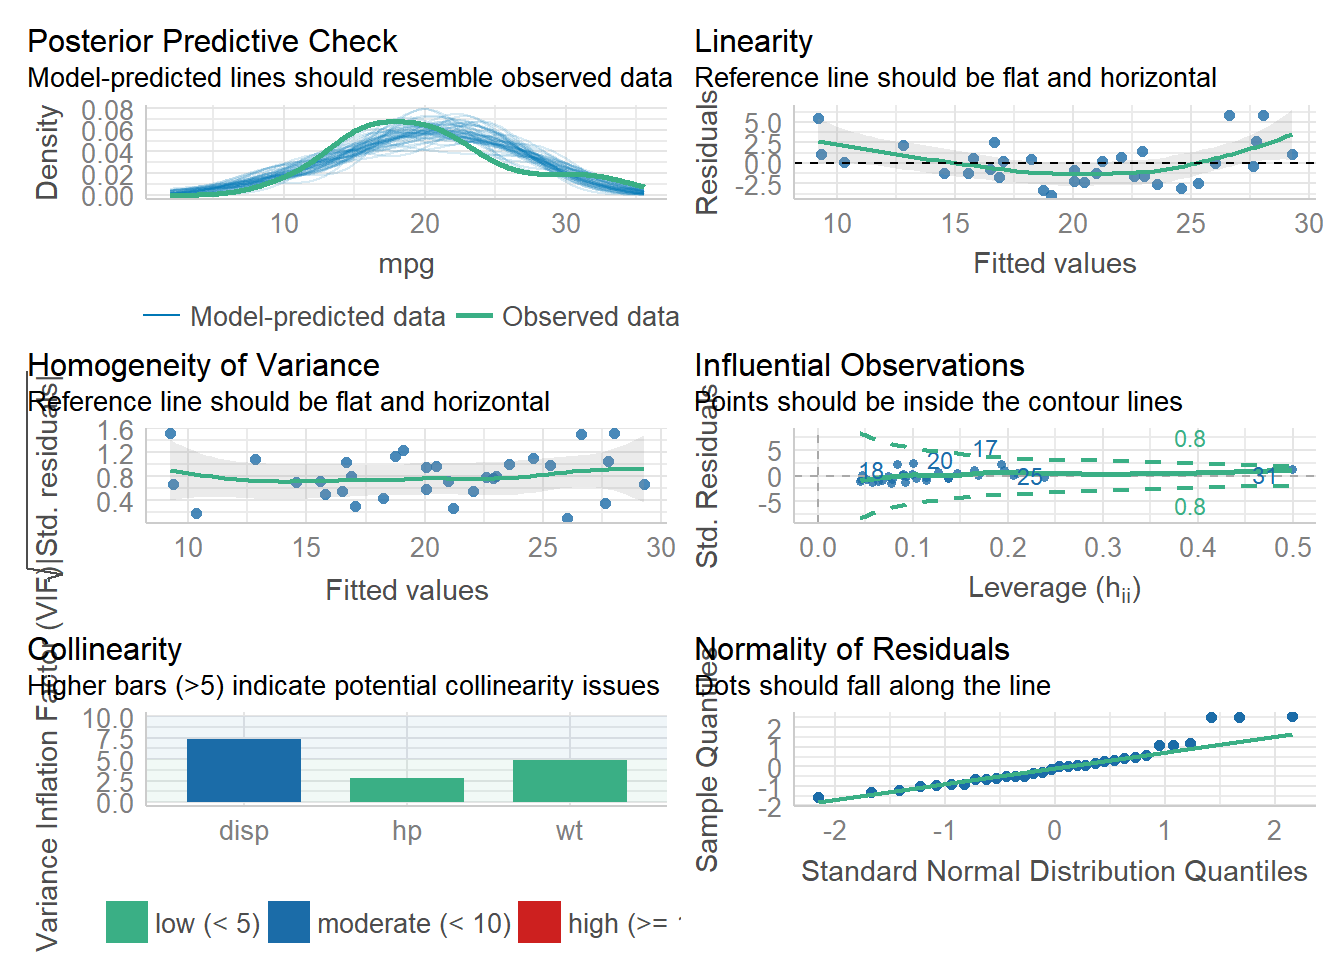 Posterior Predictive Check
Model-predicted lines should resemble observed data
Density
0.08
0.06
0.04
0.02
0.00
10 20 30
mpg
Model-predicted data Observed data
Linearity
Reference line should be flat and horizontal
Residuals
5.0
2.5
0.0
-2.5
10 15 20 25 30
Fitted values
Homogeneity of Variance
Reference line should be flat and horizontal
√|Std. residuals|
1.6
1.2
0.8
0.4
10 15 20 25 30
Fitted values
Influential Observations
Points should be inside the contour lines
Std. Residuals
5
0
-5
0.8
17
20
18
25
31
0.8
0.0 0.1 0.2 0.3 0.4 0.5
Leverage (hii)
Collinearity
Higher bars (>5) indicate potential collinearity issues
Variance Inflation Factor (VIF)
10.0
7.5
5.0
2.5
0.0
disp hp wt
low (< 5) moderate (< 10) high (>=
Normality of Residuals
Dots should fall along the line
Sample Quantiles
2
1
0
-1
-2
-2 -1 0 1 2
Standard Normal Distribution Quantiles